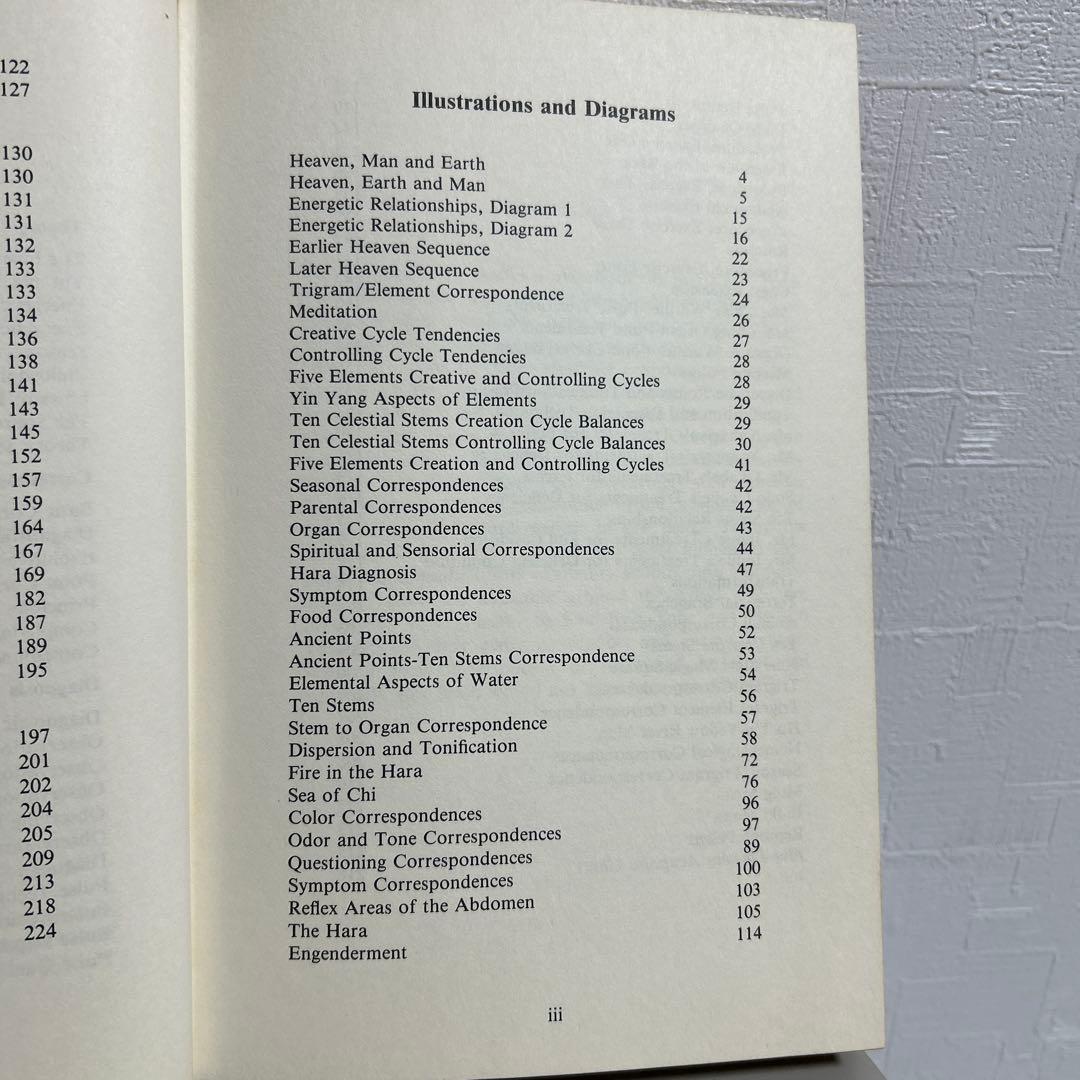 122
127
130
130
131
131
132
133
133
134
136
138
141
143
145
152
157
159
164
167
169
182
187
189
195
197
201
202
204
205
209
213
218
224
Illustrations and Diagrams
Heaven, Man and Earth 4
Heaven, Earth and Man 5
Energetic Relationships, Diagram 1 15
Energetic Relationships, Diagram 2 16
Earlier Heaven Sequence 22
Later Heaven Sequence 23
Trigram/Element Correspondence 24
Meditation 26
Creative Cycle Tendencies 27
Controlling Cycle Tendencies 28
Five Elements Creative and Controlling Cycles 28
Yin Yang Aspects of Elements 29
Ten Celestial Stems Creation Cycle Balances 29
Ten Celestial Stems Controlling Cycle Balances 30
Five Elements Creation and Controlling Cycles 41
Seasonal Correspondences 42
Parental Correspondences 42
Organ Correspondences 43
Spiritual and Sensorial Correspondences 44
Hara Diagnosis 47
Symptom Correspondences 49
Food Correspondences 50
Ancient Points 52
Ancient Points-Ten Stems Correspondence 53
Elemental Aspects of Water 54
Ten Stems 56
Stem to Organ Correspondence 57
Dispersion and Tonification 58
Fire in the Hara 72
Sea of Chi 76
Color Correspondences 96
Odor and Tone Correspondences 97
Questioning Correspondences 89
Symptom Correspondences 100
Reflex Areas of the Abdomen 103
The Hara 105
Engenderment 114
iii